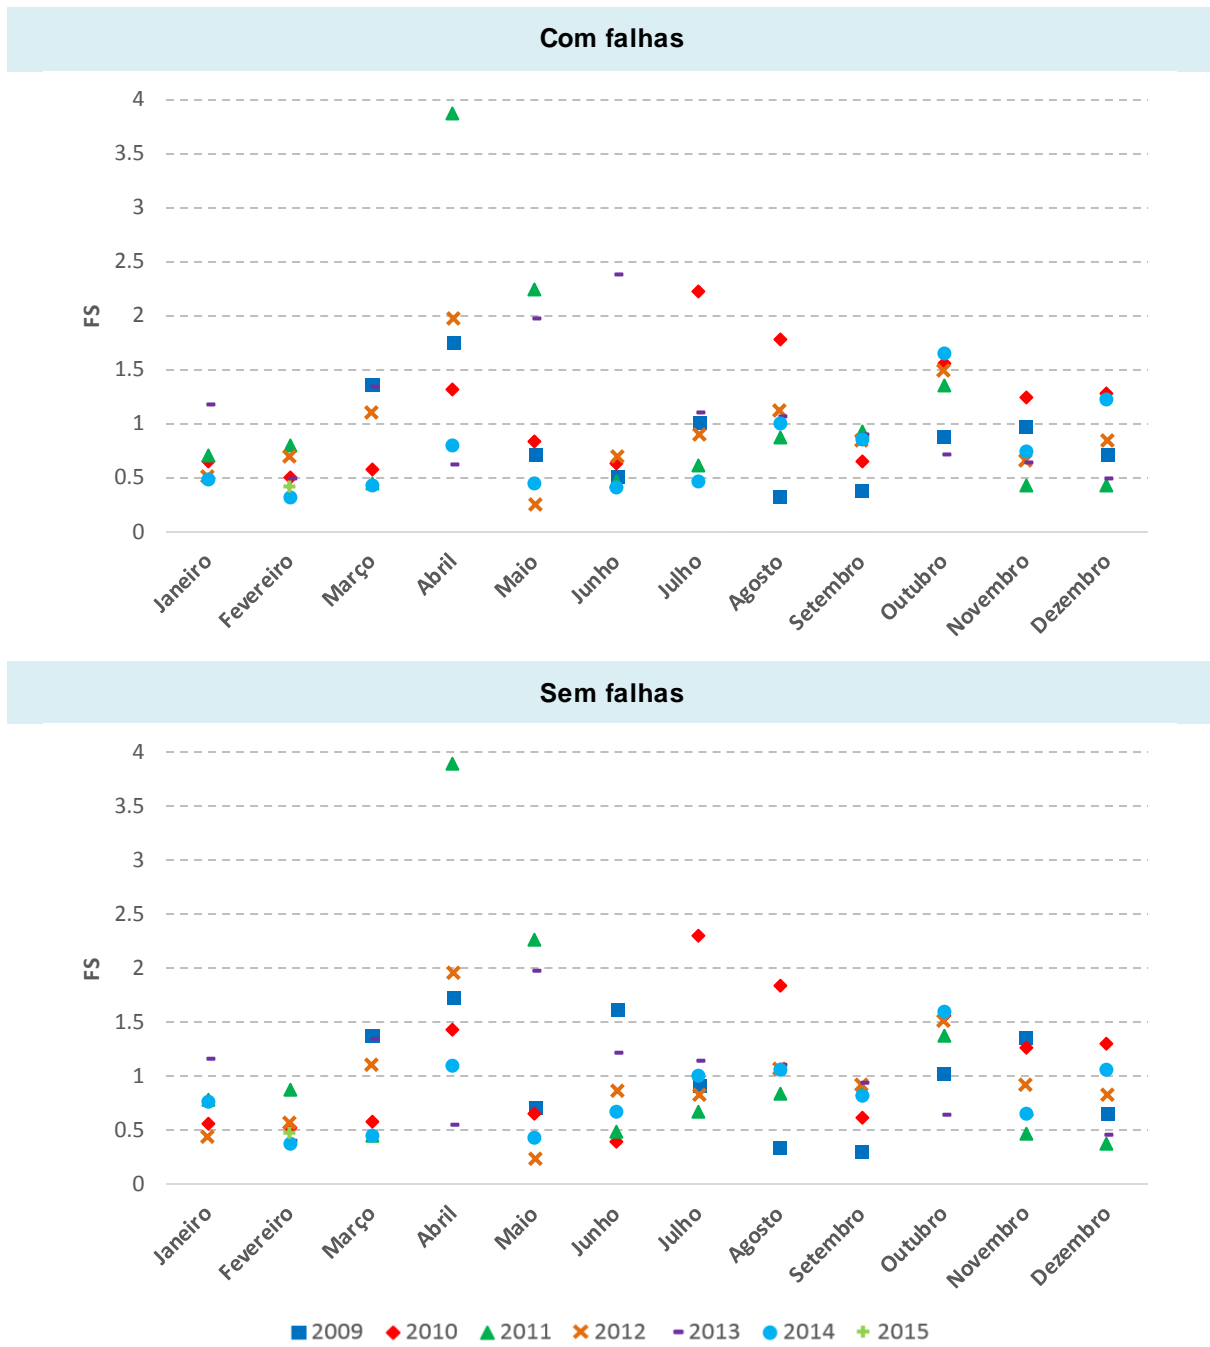 Com falhas
4
3.5
3
2.5
2
1.5
1
0.5
0
FS
Janeiro
Fevereiro
Março
Abril
Maio
Junho
Julho
Agosto
Setembro
Outubro
Novembro
Dezembro
Sem falhas
4
3.5
3
2.5
2
1.5
1
0.5
0
FS
Janeiro
Fevereiro
Março
Abril
Maio
Junho
Julho
Agosto
Setembro
Outubro
Novembro
Dezembro
2009 2010 2011 2012 2013 2014 2015